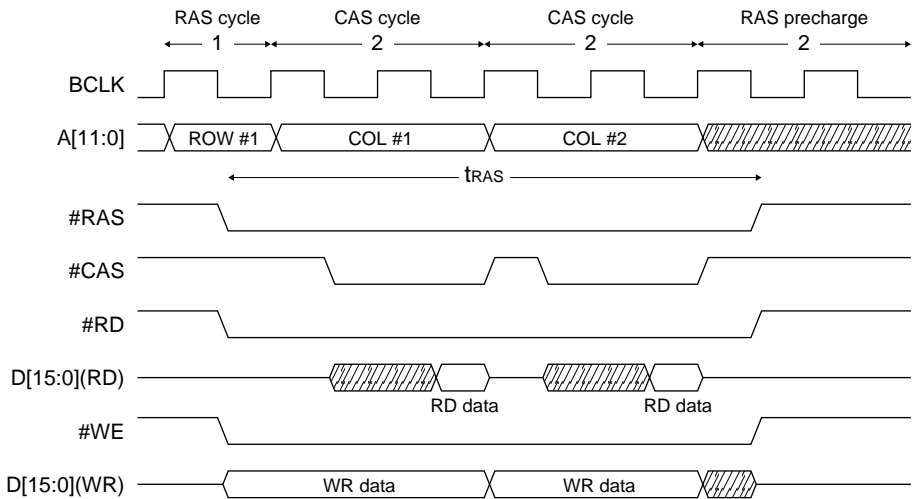 RAS cycle CAS cycle CAS cycle RAS precharge
1 2 2 2
BCLK
A[11:0] ROW #1 COL #1 COL #2
tRAS
#RAS
#CAS
#RD
D[15:0](RD)
RD data RD data
#WE
D[15:0](WR) WR data WR data